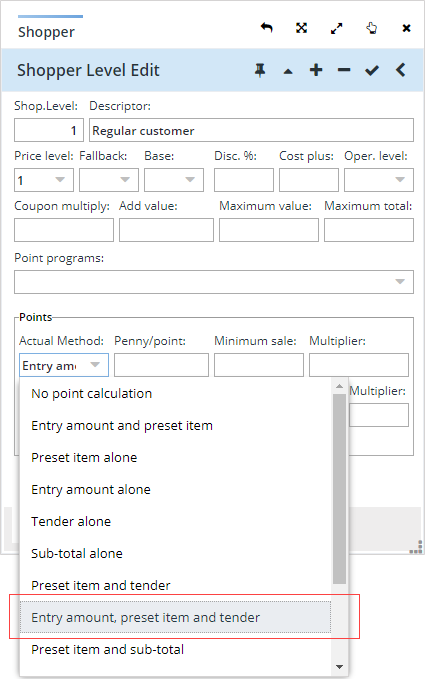 Shopper
Shopper Level Edit
Shop.Level: Descriptor:
1 Regular customer
Price level: Fallback: Base: Disc. %: Cost plus: Oper. level:
1
Coupon multiply: Add value: Maximum value: Maximum total:
Point programs:
Points
Actual Method: Penny/point: Minimum sale: Multiplier:
Entry am
Multiplier:
No point calculation
Entry amount and preset item
Preset item alone
Entry amount alone
Tender alone
Sub-total alone
Preset item and tender
Entry amount, preset item and tender
Preset item and sub-total